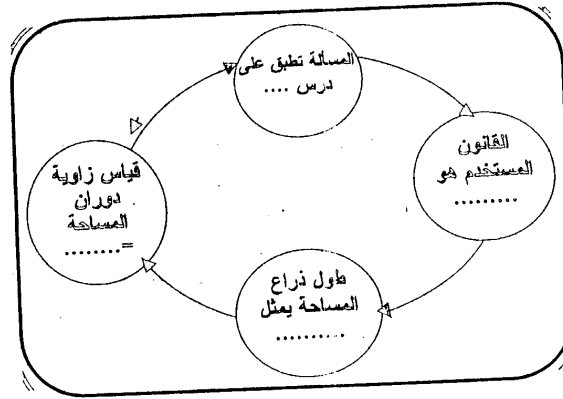 المسألة تطبق على
درس ....
القانون
المستخدم هو
.........
طول ذراع
المساحة يمثل
..........
قياس زاوية
دوران
المساحة
=........